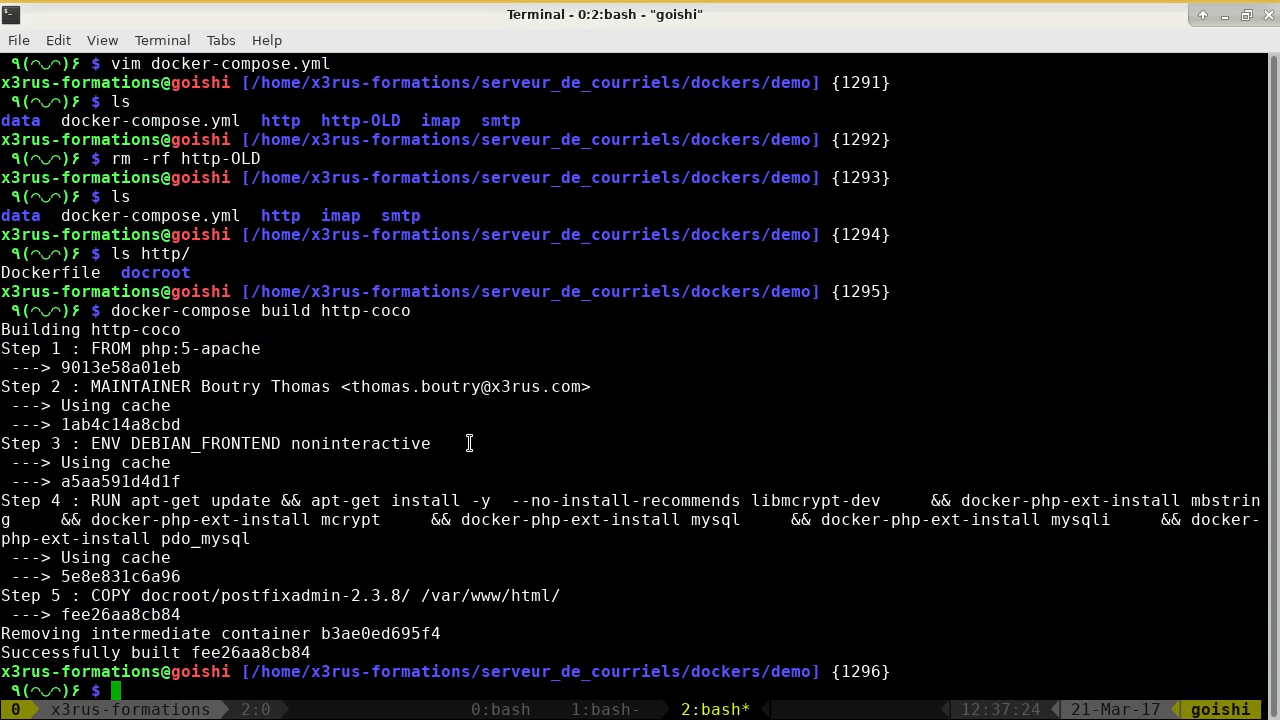 Terminal - 0:2:bash - "goishi"
File Edit View Terminal Tabs Help
٩(◠◡◠)۶ $ vim docker-compose.yml
x3rus-formations@goishi [/home/x3rus-formations/serveur_de_courriels/dockers/demo] {1291}
٩(◠◡◠)۶ $ ls
data docker-compose.yml http http-OLD imap smtp
x3rus-formations@goishi [/home/x3rus-formations/serveur_de_courriels/dockers/demo] {1292}
٩(◠◡◠)۶ $ rm -rf http-OLD
x3rus-formations@goishi [/home/x3rus-formations/serveur_de_courriels/dockers/demo] {1293}
٩(◠◡◠)۶ $ ls
data docker-compose.yml http imap smtp
x3rus-formations@goishi [/home/x3rus-formations/serveur_de_courriels/dockers/demo] {1294}
٩(◠◡◠)۶ $ ls http/
Dockerfile docroot
x3rus-formations@goishi [/home/x3rus-formations/serveur_de_courriels/dockers/demo] {1295}
٩(◠◡◠)۶ $ docker-compose build http-coco
Building http-coco
Step 1 : FROM php:5-apache
 ---> 9013e58a01eb
Step 2 : MAINTAINER Boutry Thomas <thomas.boutry@x3rus.com>
 ---> Using cache
 ---> 1ab4c14a8cbd
Step 3 : ENV DEBIAN_FRONTEND noninteractive
 ---> Using cache
 ---> a5aa591d4d1f
Step 4 : RUN apt-get update && apt-get install -y  --no-install-recommends libmcrypt-dev     && docker-php-ext-install mbstrin
g     && docker-php-ext-install mcrypt     && docker-php-ext-install mysql     && docker-php-ext-install mysqli     && docker-
php-ext-install pdo_mysql
 ---> Using cache
 ---> 5e8e831c6a96
Step 5 : COPY docroot/postfixadmin-2.3.8/ /var/www/html/
 ---> fee26aa8cb84
Removing intermediate container b3ae0ed695f4
Successfully built fee26aa8cb84
x3rus-formations@goishi [/home/x3rus-formations/serveur_de_courriels/dockers/demo] {1296}
٩(◠◡◠)۶ $
0 x3rus-formations 2:0 0:bash 1:bash- 2:bash* 12:37:24 21-Mar-17 goishi